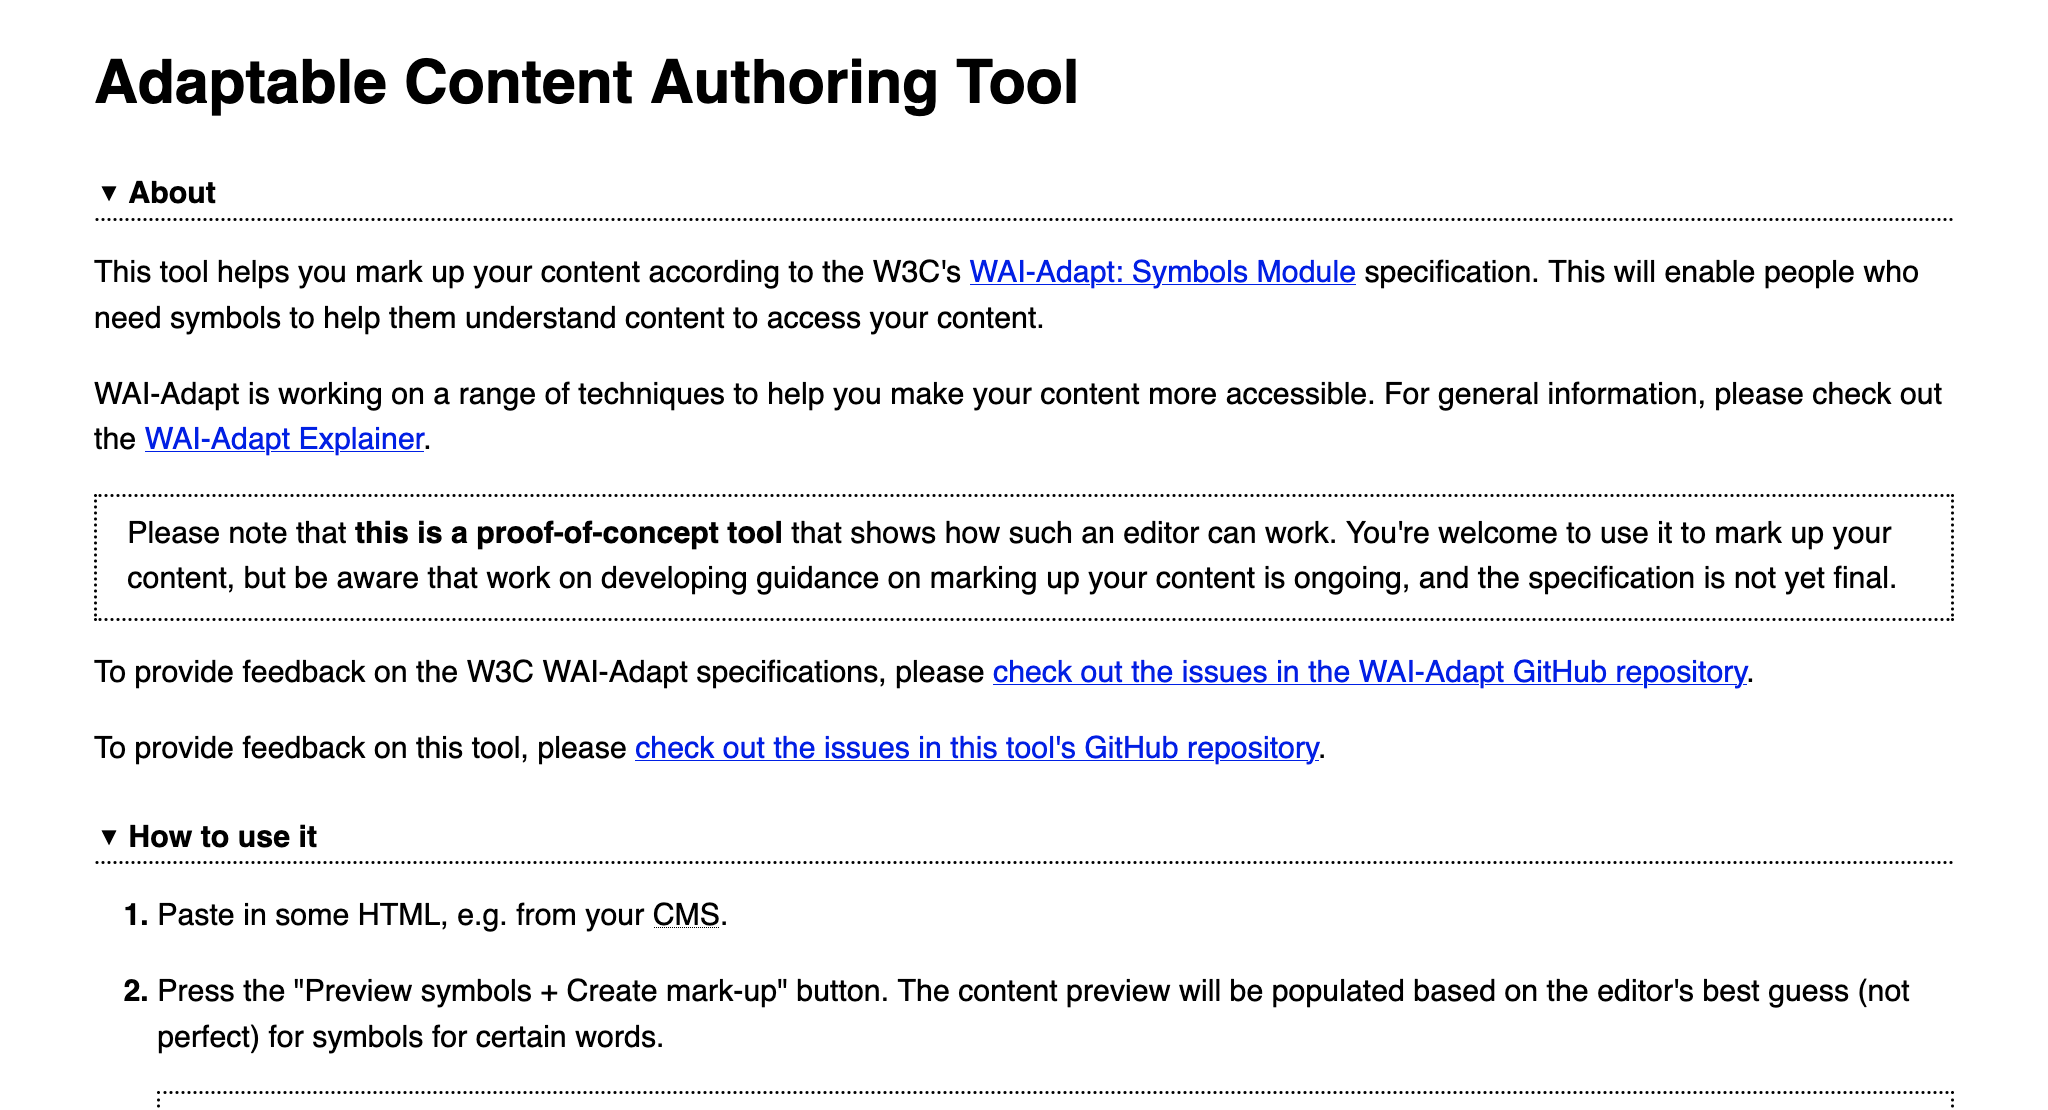 Adaptable Content Authoring Tool
▼ About
This tool helps you mark up your content according to the W3C's WAI-Adapt: Symbols Module specification. This will enable people who
need symbols to help them understand content to access your content.
WAI-Adapt is working on a range of techniques to help you make your content more accessible. For general information, please check out
the WAI-Adapt Explainer.
Please note that this is a proof-of-concept tool that shows how such an editor can work. You're welcome to use it to mark up your
content, but be aware that work on developing guidance on marking up your content is ongoing, and the specification is not yet final.
To provide feedback on the W3C WAI-Adapt specifications, please check out the issues in the WAI-Adapt GitHub repository.
To provide feedback on this tool, please check out the issues in this tool's GitHub repository.
▼ How to use it
1. Paste in some HTML, e.g. from your CMS.
2. Press the "Preview symbols + Create mark-up" button. The content preview will be populated based on the editor's best guess (not
perfect) for symbols for certain words.